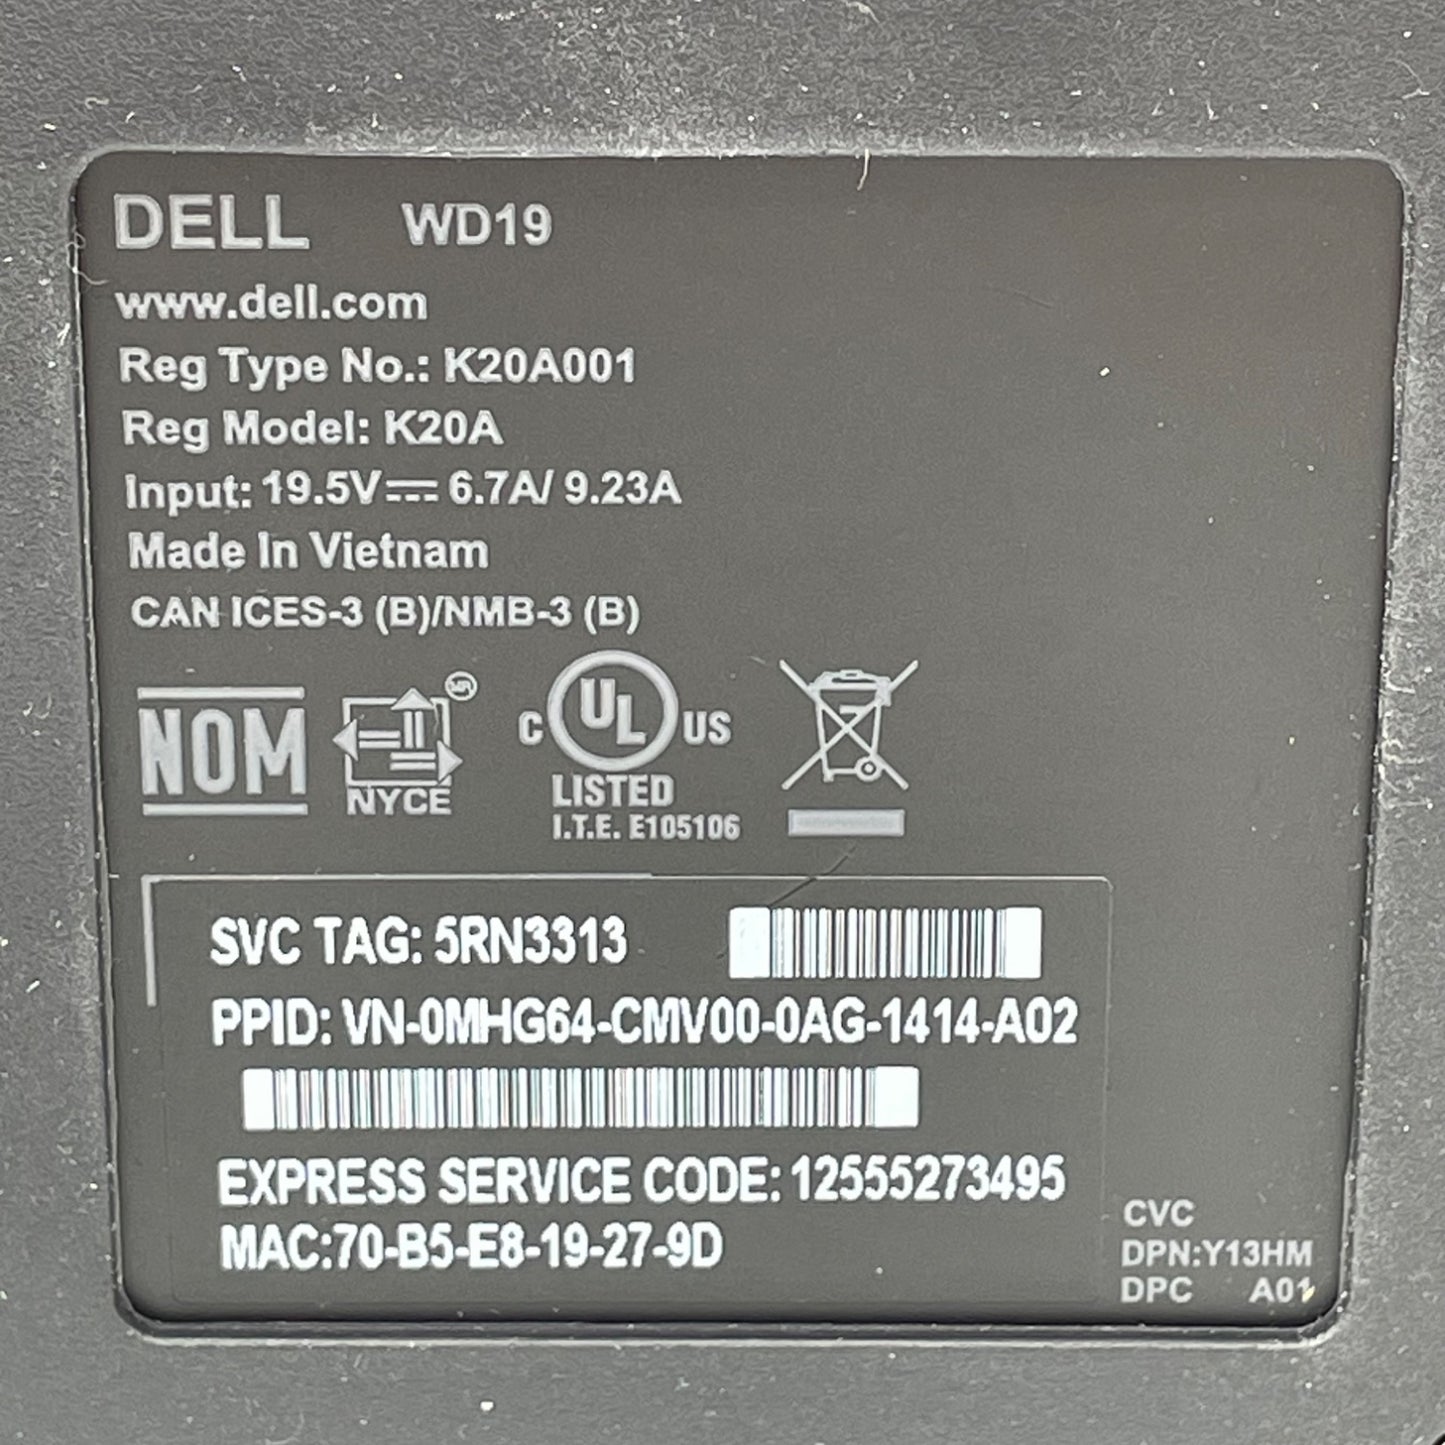 DELL WD19
www.dell.com
Reg Type No.: K20A001
Reg Model: K20A
Input: 19.5V⎓ 6.7A/ 9.23A
Made In Vietnam
CAN ICES-3 (B)/NMB-3 (B)
NOM
NYCE MR
C UL US
LISTED
I.T.E. E105106
SVC TAG: 5RN3313
PPID: VN-0MHG64-CMV00-0AG-1414-A02
EXPRESS SERVICE CODE: 12555273495
MAC:70-B5-E8-19-27-9D
CVC
DPN:Y13HM
DPC A01